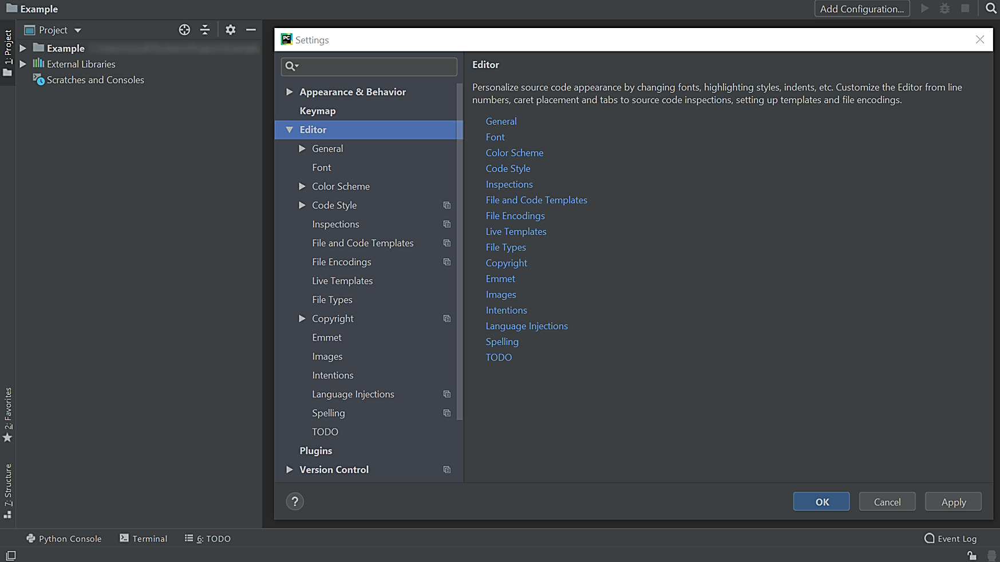 Example
Add Configuration...
1: Project
Project
Example
External Libraries
Scratches and Consoles
2: Favorites
7: Structure
PC Settings
Appearance & Behavior
Keymap
Editor
General
Font
Color Scheme
Code Style
Inspections
File and Code Templates
File Encodings
Live Templates
File Types
Copyright
Emmet
Images
Intentions
Language Injections
Spelling
TODO
Plugins
Version Control
Editor
Personalize source code appearance by changing fonts, highlighting styles, indents, etc. Customize the Editor from line
numbers, caret placement and tabs to source code inspections, setting up templates and file encodings.
General
Font
Color Scheme
Code Style
Inspections
File and Code Templates
File Encodings
Live Templates
File Types
Copyright
Emmet
Images
Intentions
Language Injections
Spelling
TODO
?
OK
Cancel
Apply
Python Console
Terminal
6: TODO
Event Log